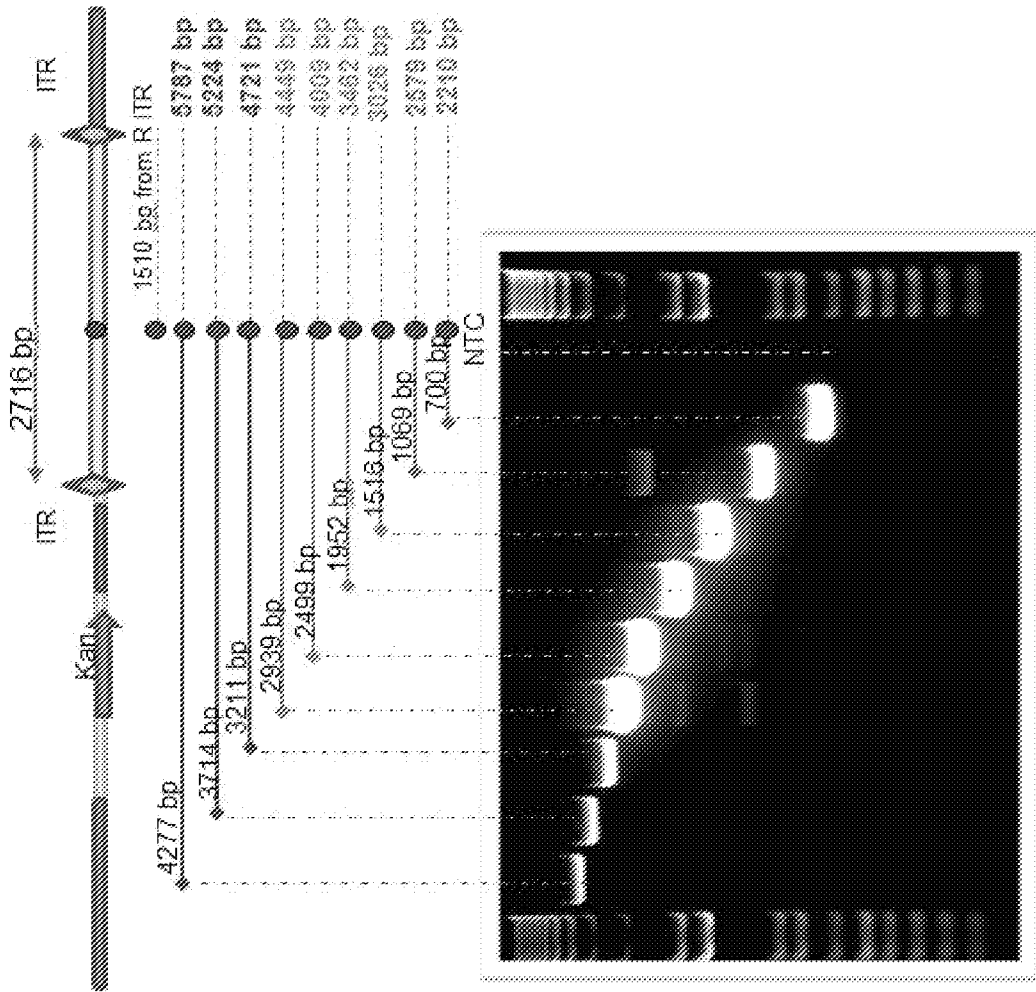 2716 bp
ITR
Kan
ITR
1510 bp from R ITR
4277 bp
5787 bp
3714 bp
5224 bp
3211 bp
4721 bp
2939 bp
4449 bp
2499 bp
4009 bp
1952 bp
3462 bp
1516 bp
3026 bp
1069 bp
2579 bp
700 bp
2210 bp
NTC